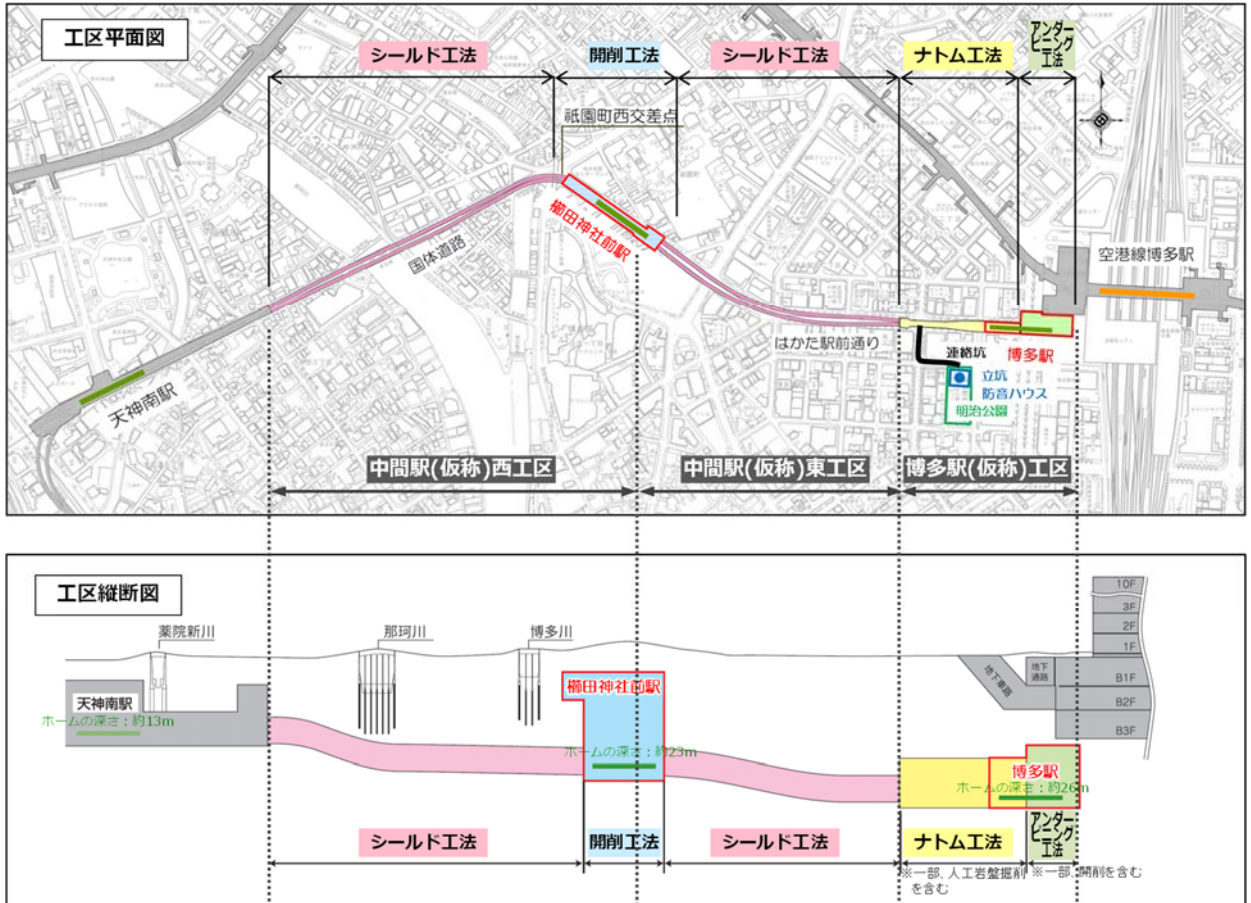 工区平面図
シールド工法
開削工法
シールド工法
ナトム工法
アンダー
ピニング
工法
祇園町西交差点
櫛田神社前駅
国体道路
空港線博多駅
はかた駅前通り
連絡坑
博多駅
立坑
防音ハウス
明治公園
天神南駅
中間駅(仮称)西工区
中間駅(仮称)東工区
博多駅(仮称)工区
工区縦断図
薬院新川
那珂川
博多川
10F
3F
2F
1F
地下車路
地下
通路
B1F
B2F
B3F
天神南駅
ホームの深さ：約13m
櫛田神社前駅
ホームの深さ：約23m
博多駅
ホームの深さ：約26m
シールド工法
開削工法
シールド工法
ナトム工法
アンダー
ピニング
工法
※一部、人工岩盤掘削
を含む
※一部、開削を含む